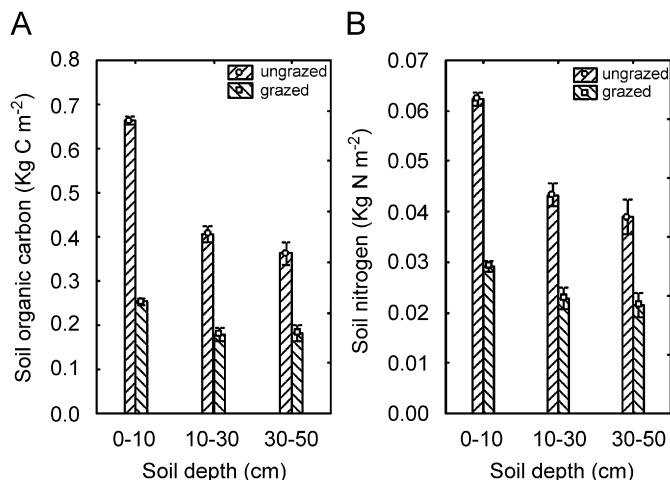 A
Soil organic carbon (Kg C m-2)
0.8
0.7
0.6
0.5
0.4
0.3
0.2
0.1
0.0
ungrazed
grazed
0-10 10-30 30-50
Soil depth (cm)
B
Soil nitrogen (Kg N m-2)
0.07
0.06
0.05
0.04
0.03
0.02
0.01
0.00
ungrazed
grazed
0-10 10-30 30-50
Soil depth (cm)